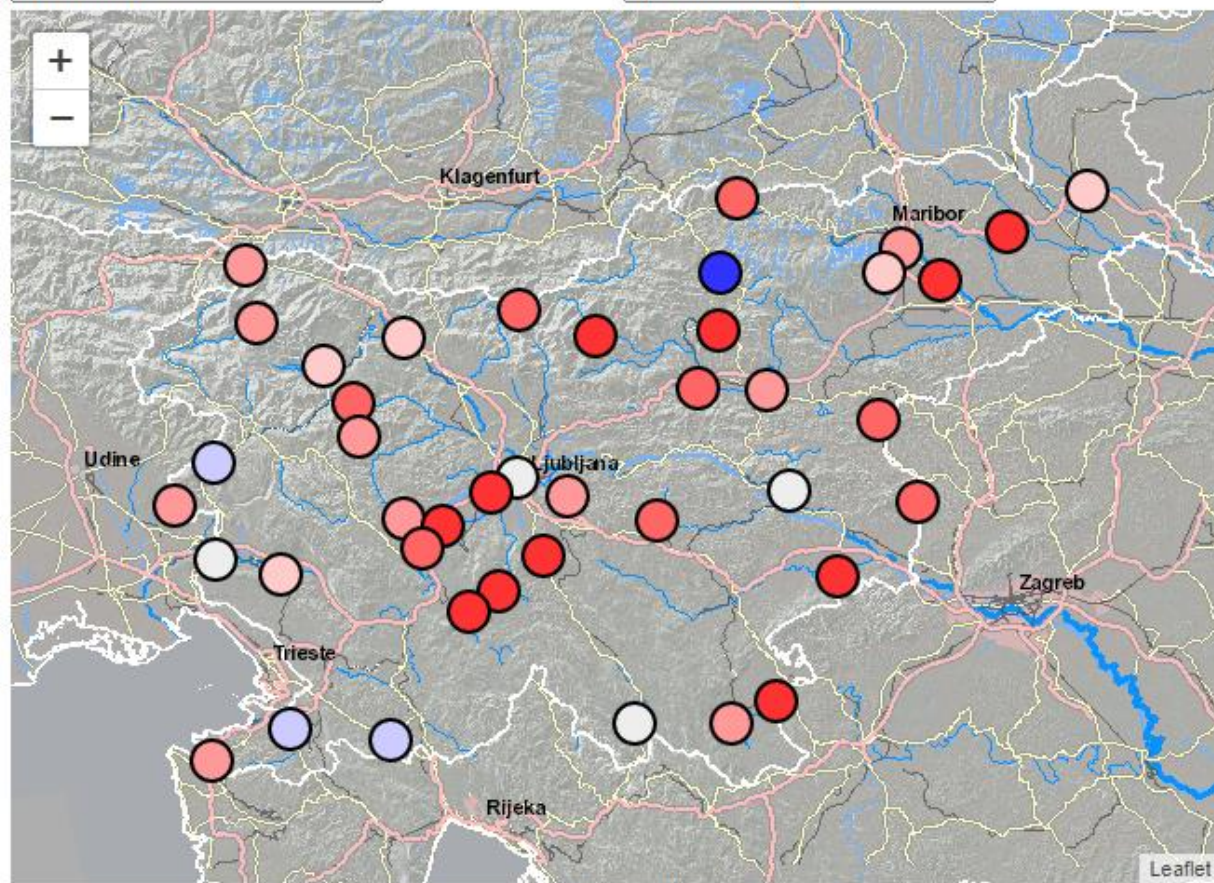 +
−
Klagenfurt
Maribor
Udine
Ljubljana
Zagreb
Trieste
Rijeka
Leaflet